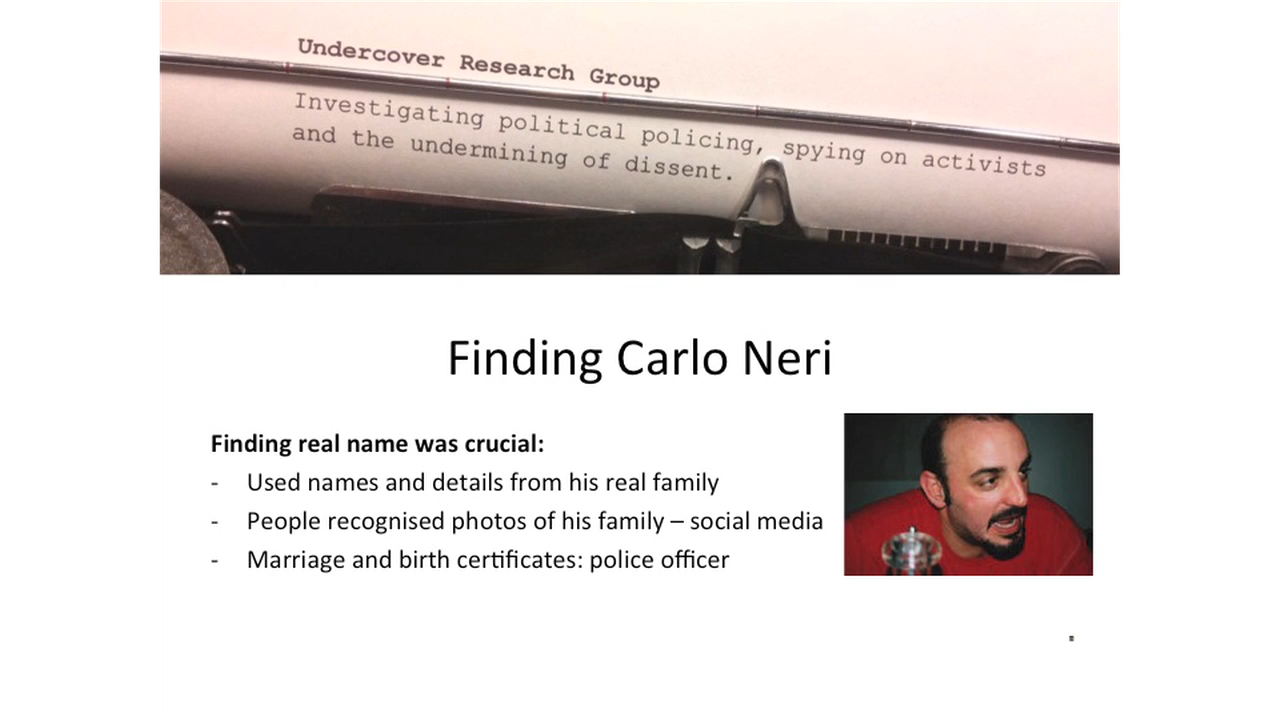 Undercover Research Group
Investigating political policing, spying on activists
and the undermining of dissent.
Finding Carlo Neri
Finding real name was crucial:
- Used names and details from his real family
- People recognised photos of his family – social media
- Marriage and birth certificates: police officer